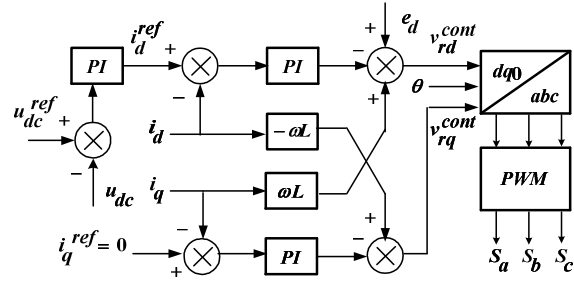 e_d
i_d^ref + − + v_rd^cont
PI PI
− + dq0
θ abc
u_dc^ref + i_d − ωL v_rq^cont
− u_dc i_q ωL PWM
− +
i_q^ref = 0 + PI − S_a S_b S_c